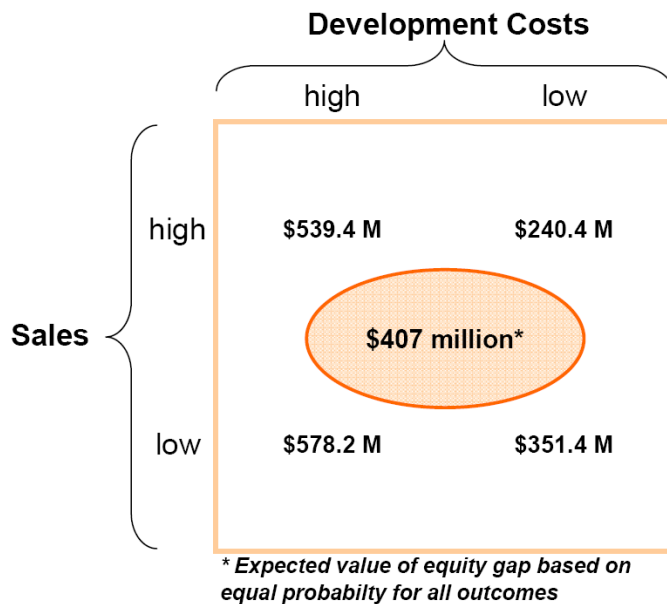 Development Costs
high low
high $539.4 M $240.4 M
Sales $407 million*
low $578.2 M $351.4 M
* Expected value of equity gap based on
equal probabilty for all outcomes